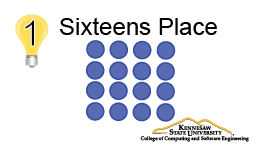 1 Sixteens Place
KENNESAW
STATE UNIVERSITY
College of Computing and Software Engineering